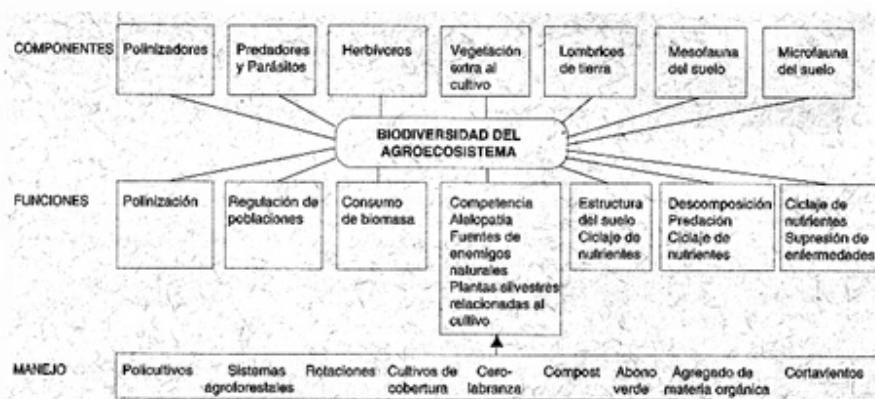 COMPONENTES
Polinizadores
Predadores
y Parásitos
Herbívoros
Vegetación
extra al
cultivo
Lombrices
de tierra
Mesofauna
del suelo
Microfauna
del suelo
BIODIVERSIDAD DEL
AGROECOSISTEMA
FUNCIONES
Polinización
Regulación de
poblaciones
Consumo
de biomasa
Competencia
Alelopatía
Fuentes de
enemigos
naturales
Plantas silvestres
relacionadas al
cultivo
Estructura
del suelo
Ciclaje de
nutrientes
Descomposición
Predación
Ciclaje de
nutrientes
Ciclaje de
nutrientes
Supresión de
enfermedades
MANEJO
Policultivos
Sistemas
agroforestales
Rotaciones
Cultivos de
cobertura
Cero-
labranza
Compost
Abono
verde
Agregado de
materia orgánica
Cortavientos